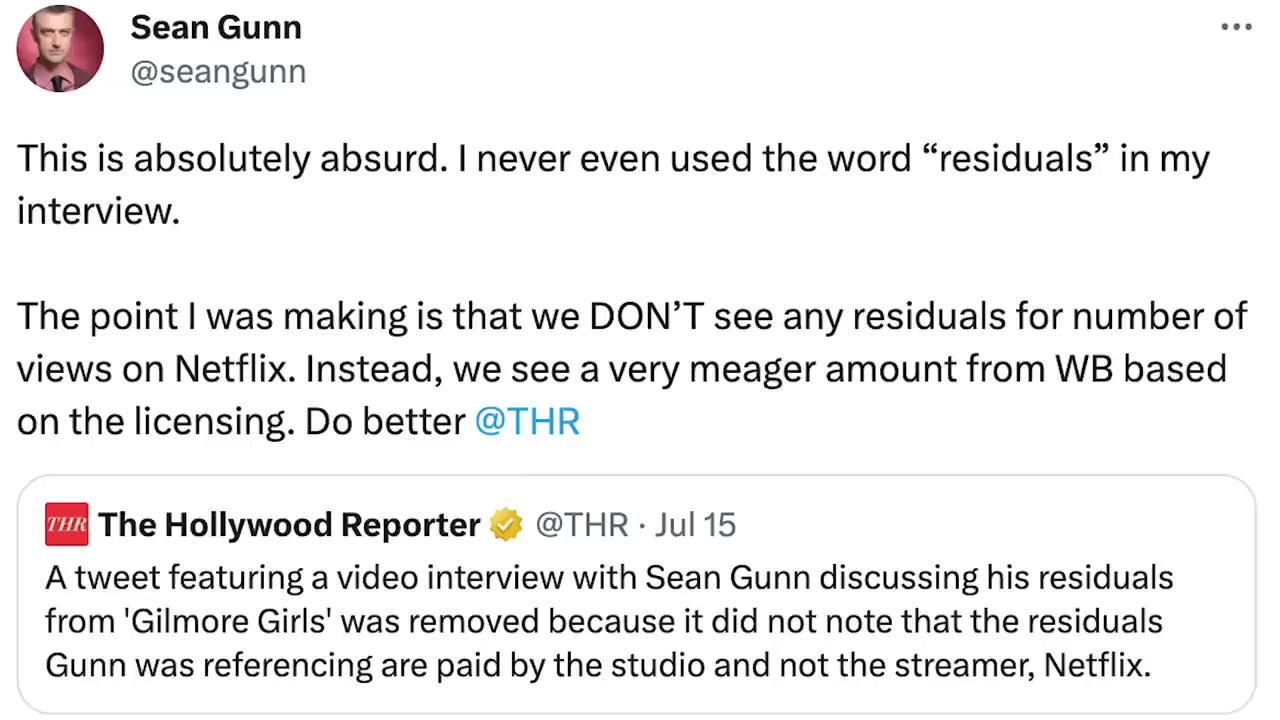 Sean Gunn
@seangunn
This is absolutely absurd. I never even used the word “residuals” in my
interview.
The point I was making is that we DON’T see any residuals for number of
views on Netflix. Instead, we see a very meager amount from WB based
on the licensing. Do better @THR
THR The Hollywood Reporter @THR · Jul 15
A tweet featuring a video interview with Sean Gunn discussing his residuals
from 'Gilmore Girls' was removed because it did not note that the residuals
Gunn was referencing are paid by the studio and not the streamer, Netflix.